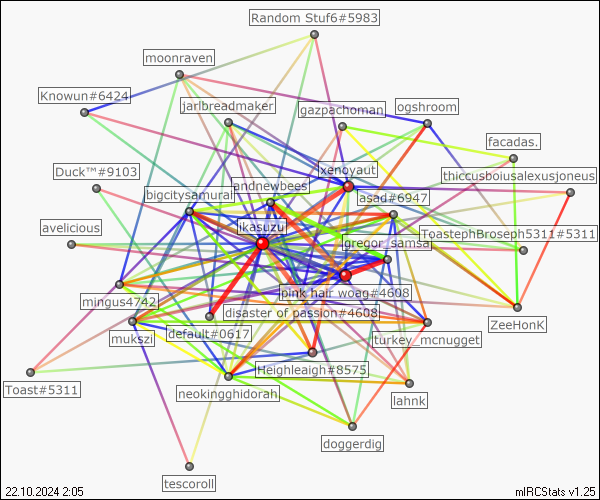 Random Stuf6#5983
moonraven
Knowun#6424
jarlbreadmaker
gazpachoman
ogshroom
facadas.
Duck™#9103
xenoyaut
thiccusboiusalexusjoneus
bigcitysamurai
andnewbees
asad#6947
jkasuzu
avelicious
gregor_samsa
ToastephBroseph5311#5311
pink hair woag#4608
mingus4742
disaster of passion#4608
ZeeHonK
mukszi
default#0617
turkey_mcnugget
Heighleaigh#8575
Toast#5311
neokingghidorah
lahnk
doggerdig
tescoroll
22.10.2024 2:05
mIRCStats v1.25